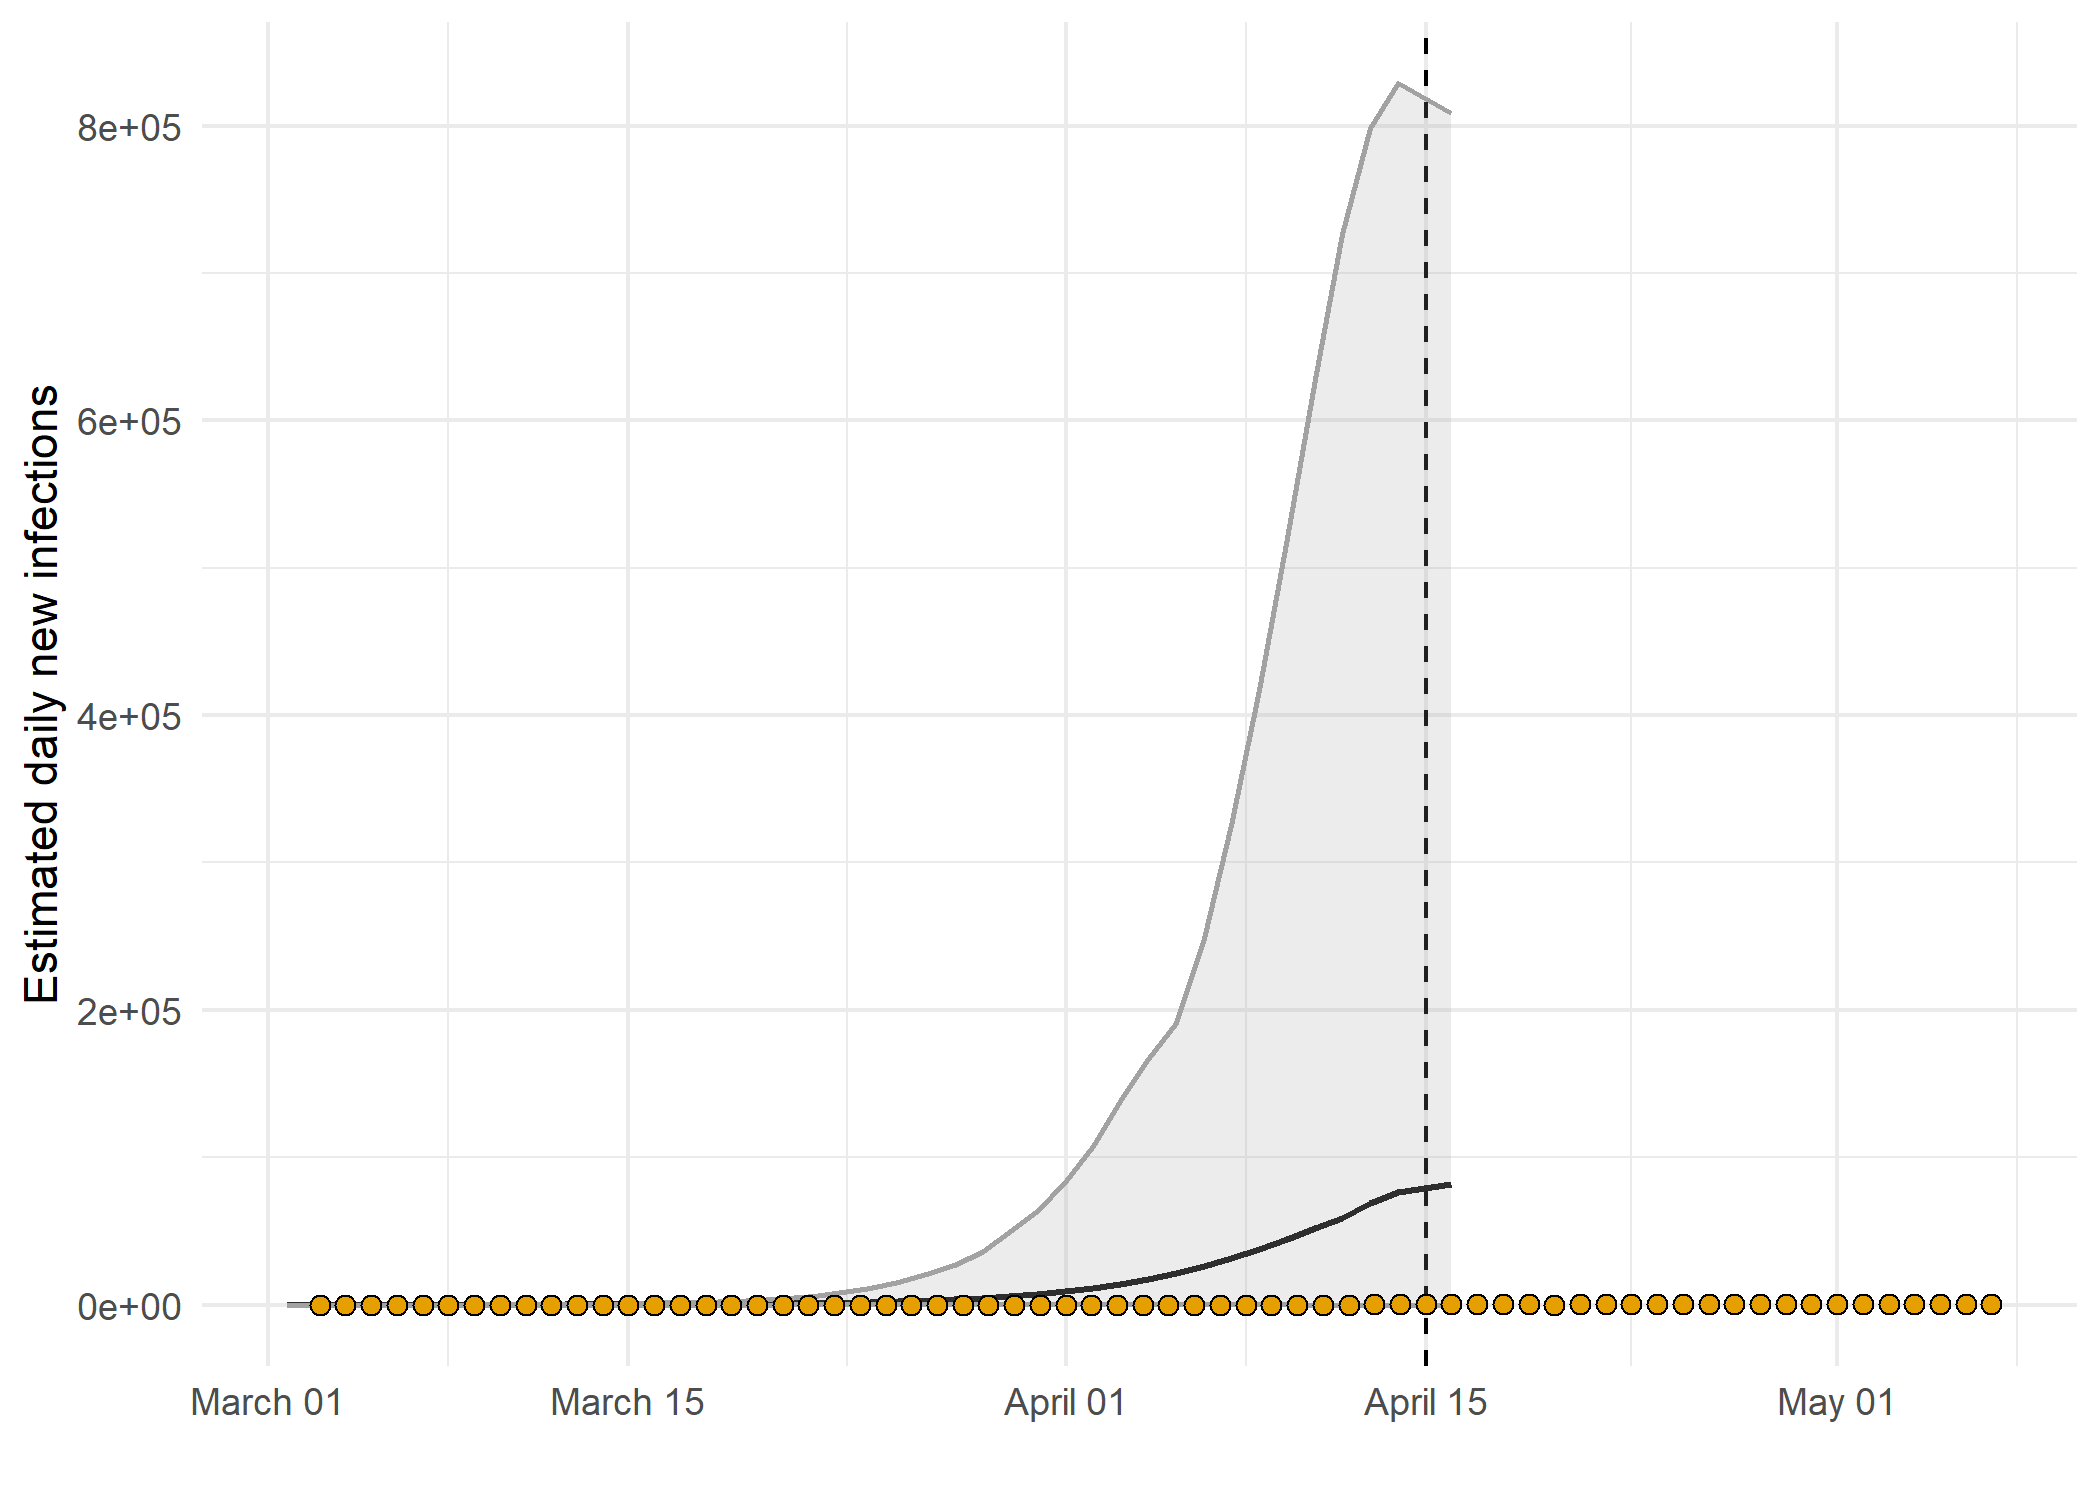 Estimated daily new infections
8e+05
6e+05
4e+05
2e+05
0e+00
March 01
March 15
April 01
April 15
May 01